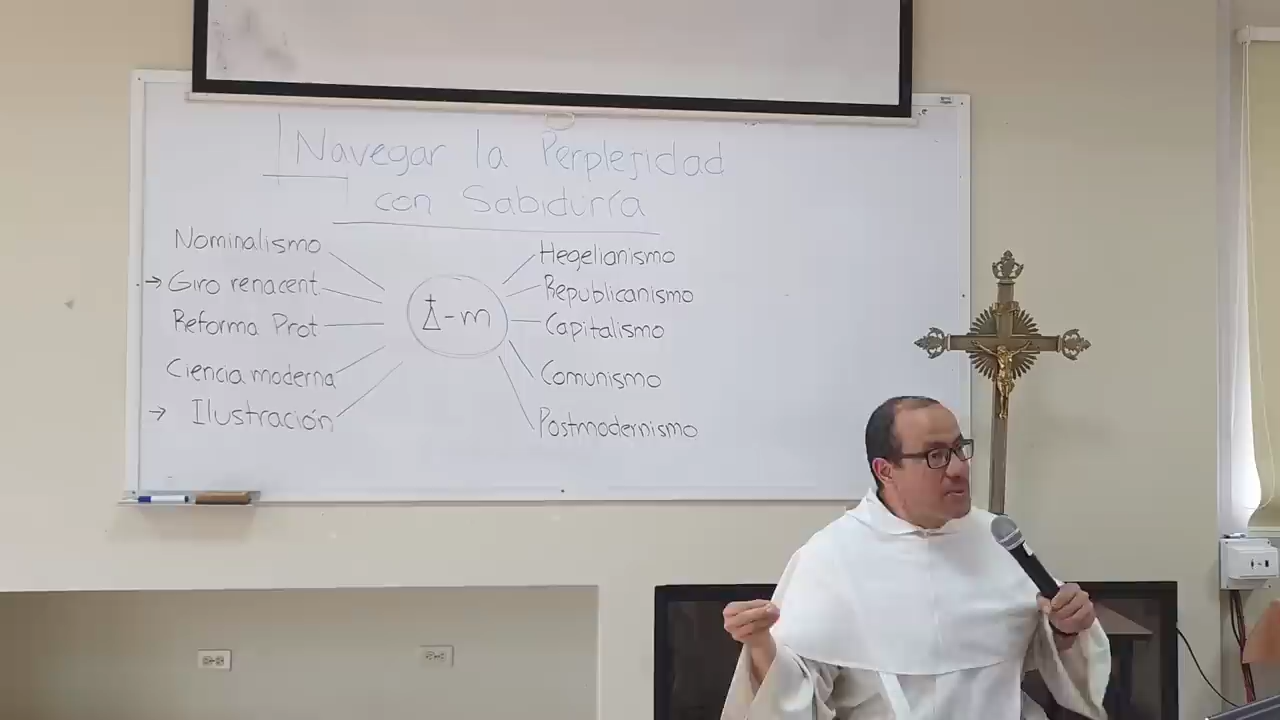 Navegar la Perplejidad
con Sabiduría
Nominalismo
→ Giro renacent.
Reforma Prot
Ciencia moderna
→ Ilustración
Δ-m
Hegelianismo
Republicanismo
Capitalismo
Comunismo
Postmodernismo